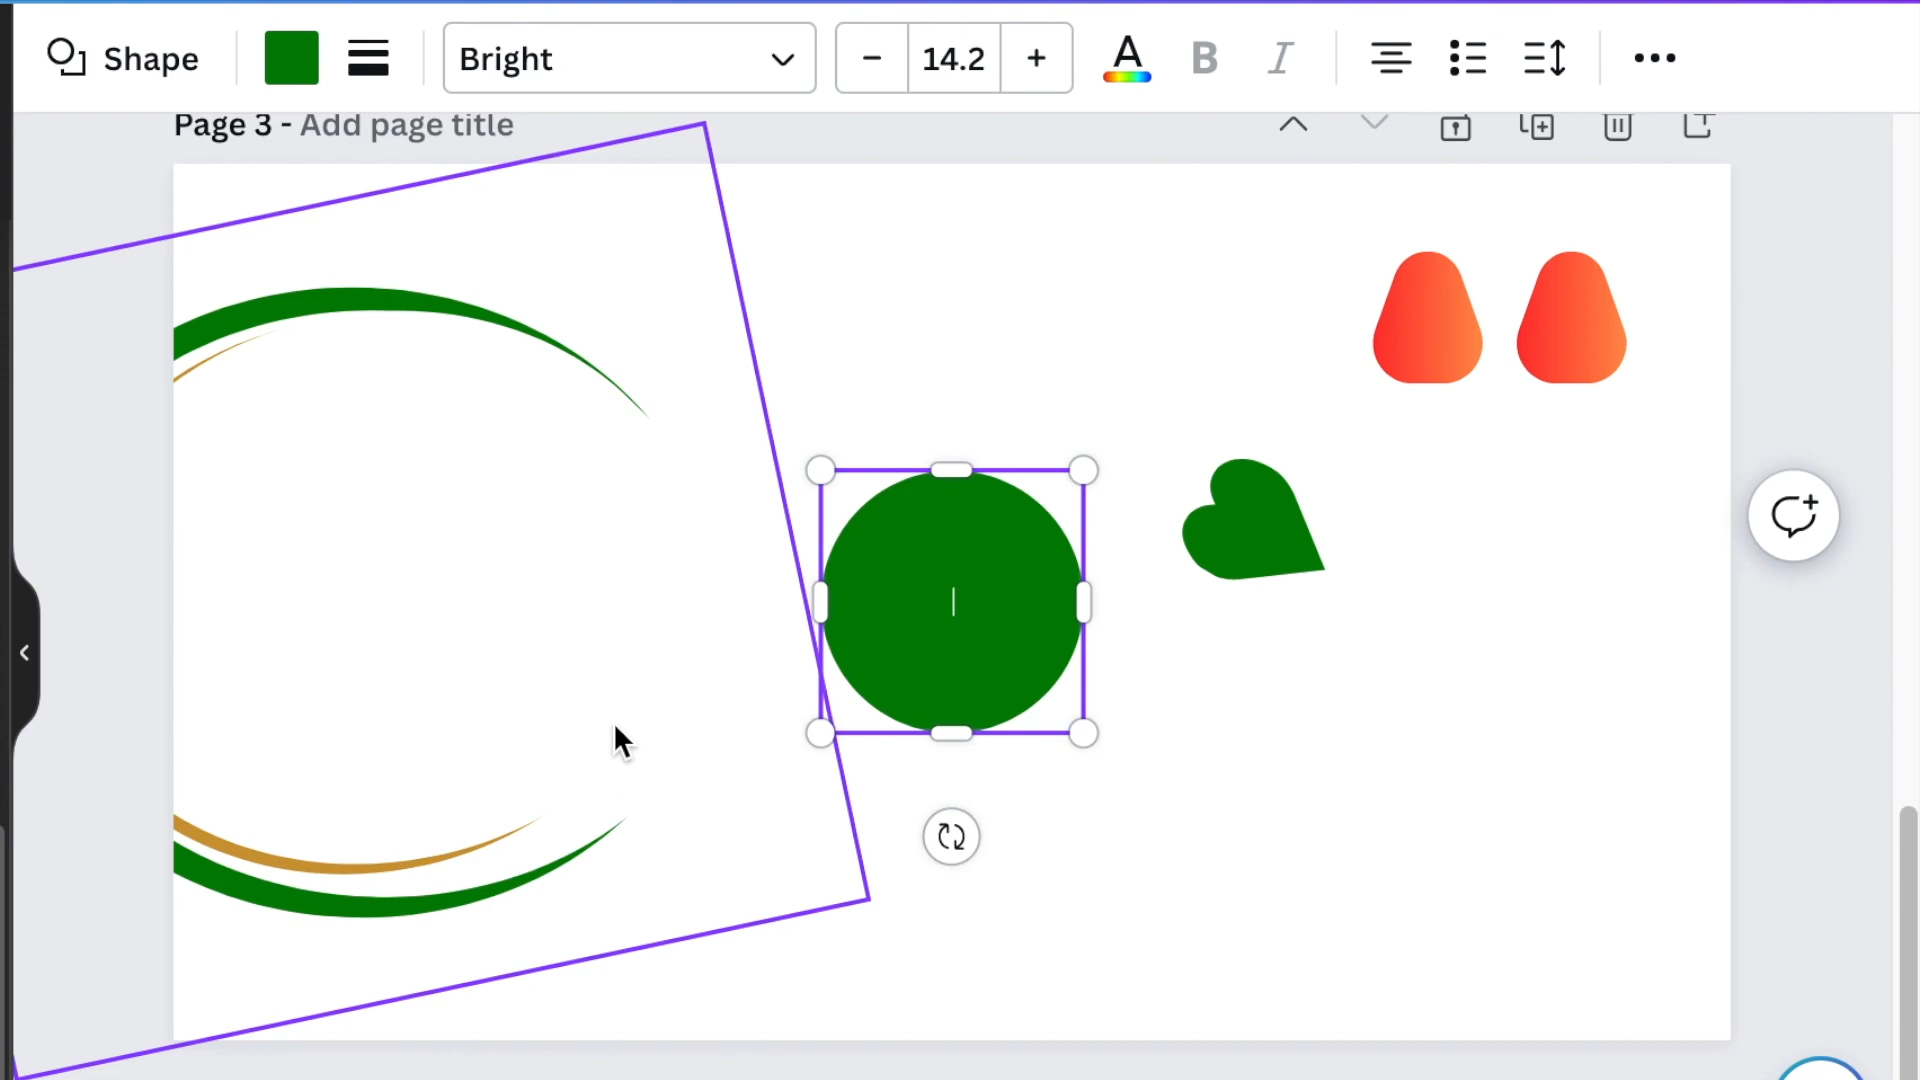 Shape
Bright
− 14.2 +
A B I
Page 3 - Add page title